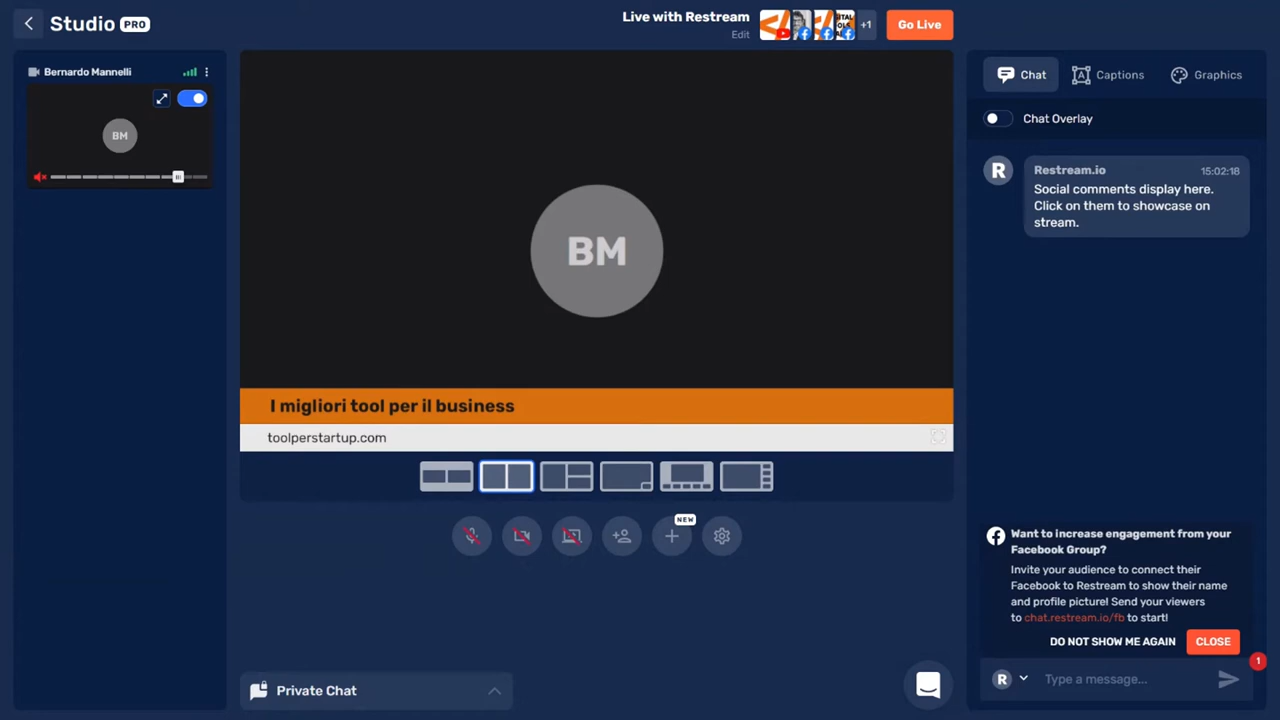 Studio PRO
Live with Restream
Edit
+1
Go Live
Bernardo Mannelli
BM
BM
I migliori tool per il business
toolperstartup.com
NEW
Private Chat
Chat
Captions
Graphics
Chat Overlay
R
Restream.io 15:02:18
Social comments display here.
Click on them to showcase on
stream.
Want to increase engagement from your
Facebook Group?
Invite your audience to connect their
Facebook to Restream to show their name
and profile picture! Send your viewers
to chat.restream.io/fb to start!
DO NOT SHOW ME AGAIN
CLOSE
1
R
Type a message...